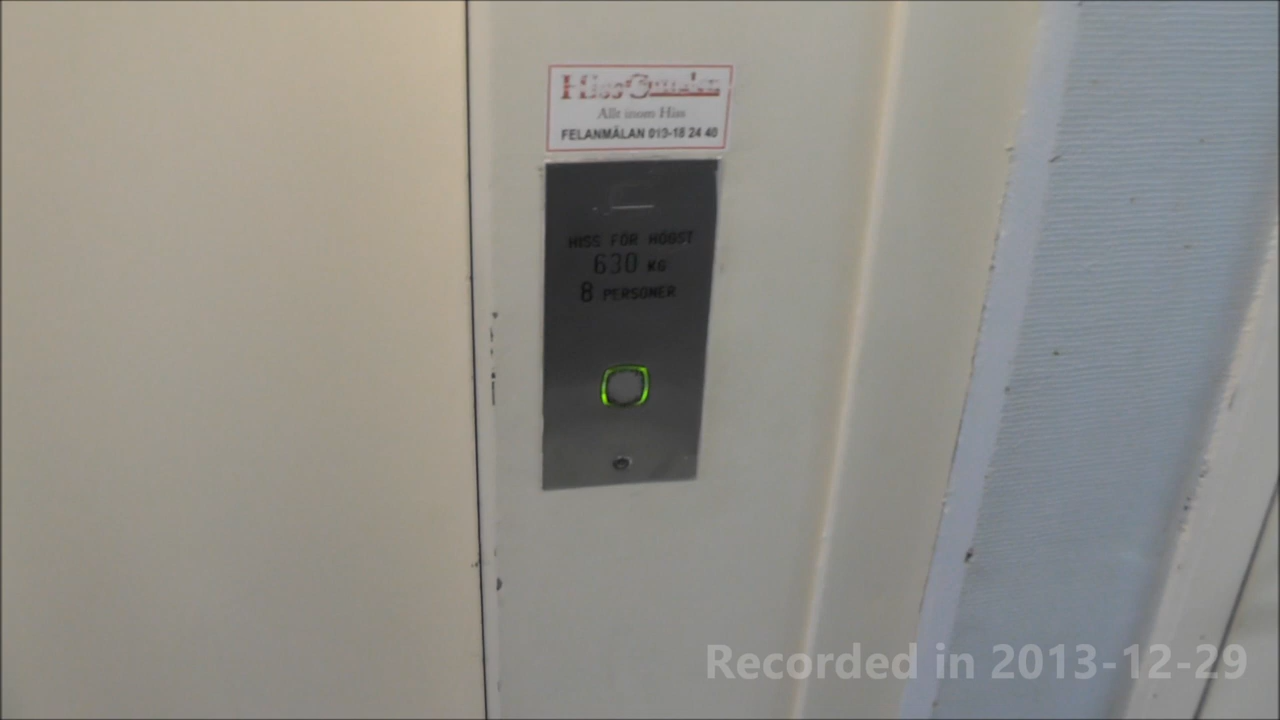 Allt inom Hiss
FELANMÄLAN 013-18 24 40
HISS FÖR HÖGST
630 KG
8 PERSONER
Recorded in 2013-12-29